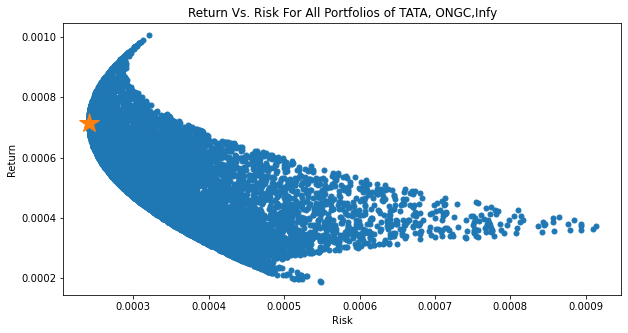 Return Vs. Risk For All Portfolios of TATA, ONGC,Infy
0.0010
0.0008
0.0006
0.0004
0.0002
Return
0.0003 0.0004 0.0005 0.0006 0.0007 0.0008 0.0009
Risk